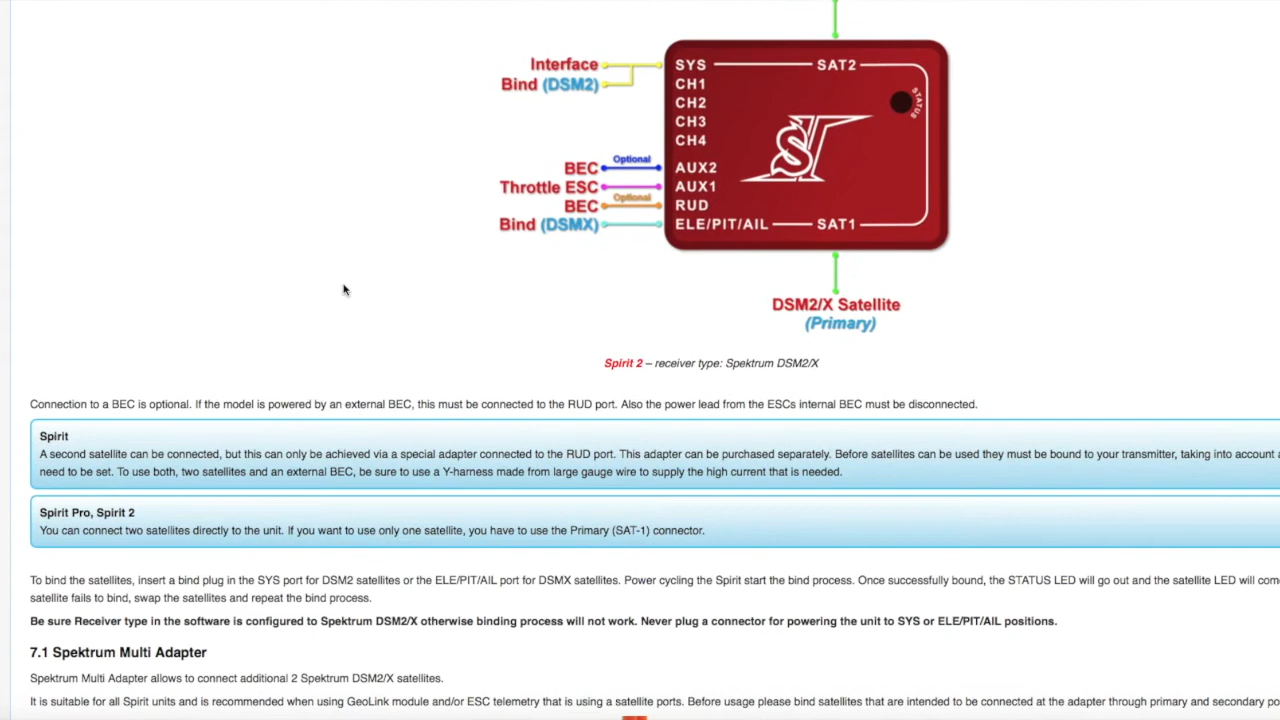 Interface
Bind (DSM2)
BEC
Optional
Throttle ESC
BEC
Optional
Bind (DSMX)
SYS
SAT2
CH1
CH2
CH3
CH4
AUX2
AUX1
RUD
ELE/PIT/AIL
SAT1
STATUS
DSM2/X Satellite
(Primary)
Spirit 2 – receiver type: Spektrum DSM2/X
Connection to a BEC is optional. If the model is powered by an external BEC, this must be connected to the RUD port. Also the power lead from the ESCs internal BEC must be disconnected.
Spirit
A second satellite can be connected, but this can only be achieved via a special adapter connected to the RUD port. This adapter can be purchased separately. Before satellites can be used they must be bound to your transmitter, taking into account
need to be set. To use both, two satellites and an external BEC, be sure to use a Y-harness made from large gauge wire to supply the high current that is needed.
Spirit Pro, Spirit 2
You can connect two satellites directly to the unit. If you want to use only one satellite, you have to use the Primary (SAT-1) connector.
To bind the satellites, insert a bind plug in the SYS port for DSM2 satellites or the ELE/PIT/AIL port for DSMX satellites. Power cycling the Spirit start the bind process. Once successfully bound, the STATUS LED will go out and the satellite LED will
satellite fails to bind, swap the satellites and repeat the bind process.
Be sure Receiver type in the software is configured to Spektrum DSM2/X otherwise binding process will not work. Never plug a connector for powering the unit to SYS or ELE/PIT/AIL positions.
7.1 Spektrum Multi Adapter
Spektrum Multi Adapter allows to connect additional 2 Spektrum DSM2/X satellites.
It is suitable for all Spirit units and is recommended when using GeoLink module and/or ESC telemetry that is using a satellite ports. Before usage please bind satellites that are intended to be connected at the adapter through primary and secondary